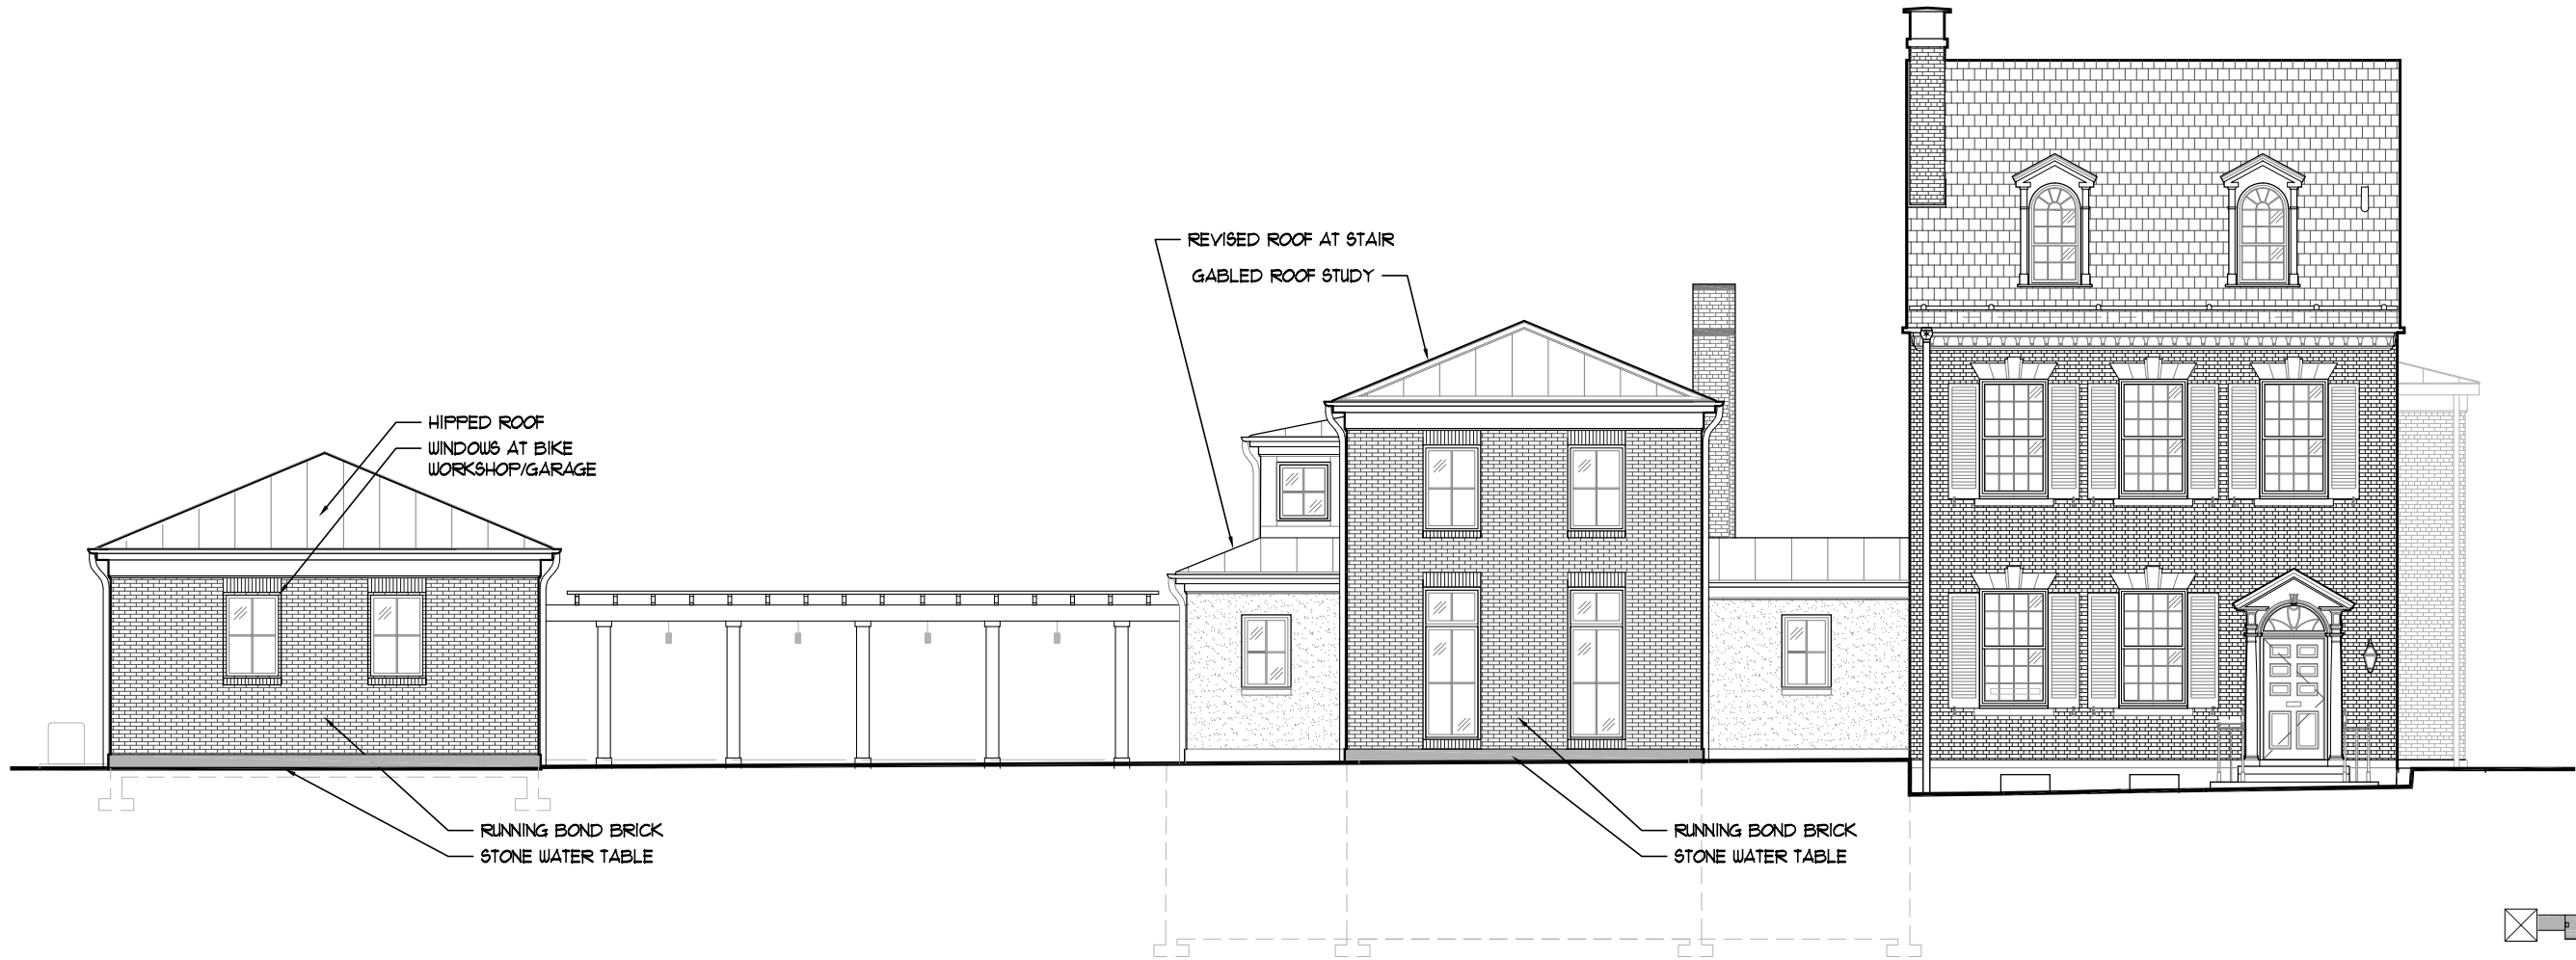 REVISED ROOF AT STAIR
GABLED ROOF STUDY
HIPPED ROOF
WINDOWS AT BIKE
WORKSHOP/GARAGE
RUNNING BOND BRICK
STONE WATER TABLE
RUNNING BOND BRICK
STONE WATER TABLE